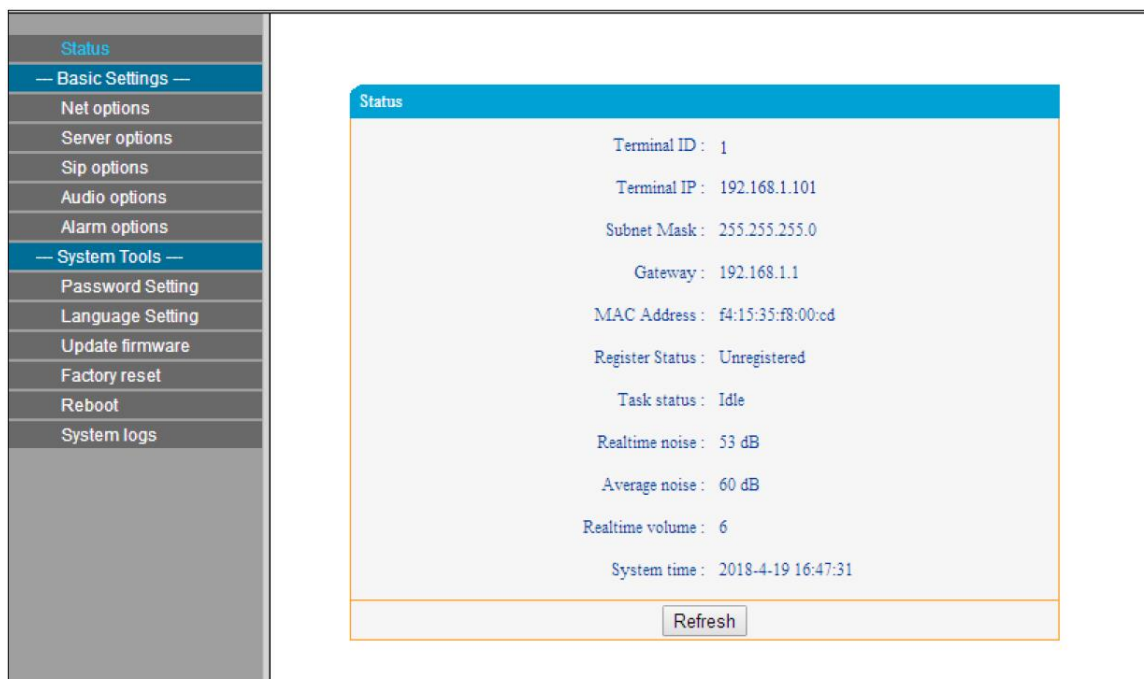 Status
— Basic Settings —
Net options
Server options
Sip options
Audio options
Alarm options
— System Tools —
Password Setting
Language Setting
Update firmware
Factory reset
Reboot
System logs
Status
Terminal ID : 1
Terminal IP : 192.168.1.101
Subnet Mask : 255.255.255.0
Gateway : 192.168.1.1
MAC Address : f4:15:35:f8:00:cd
Register Status : Unregistered
Task status : Idle
Realtime noise : 53 dB
Average noise : 60 dB
Realtime volume : 6
System time : 2018-4-19 16:47:31
Refresh